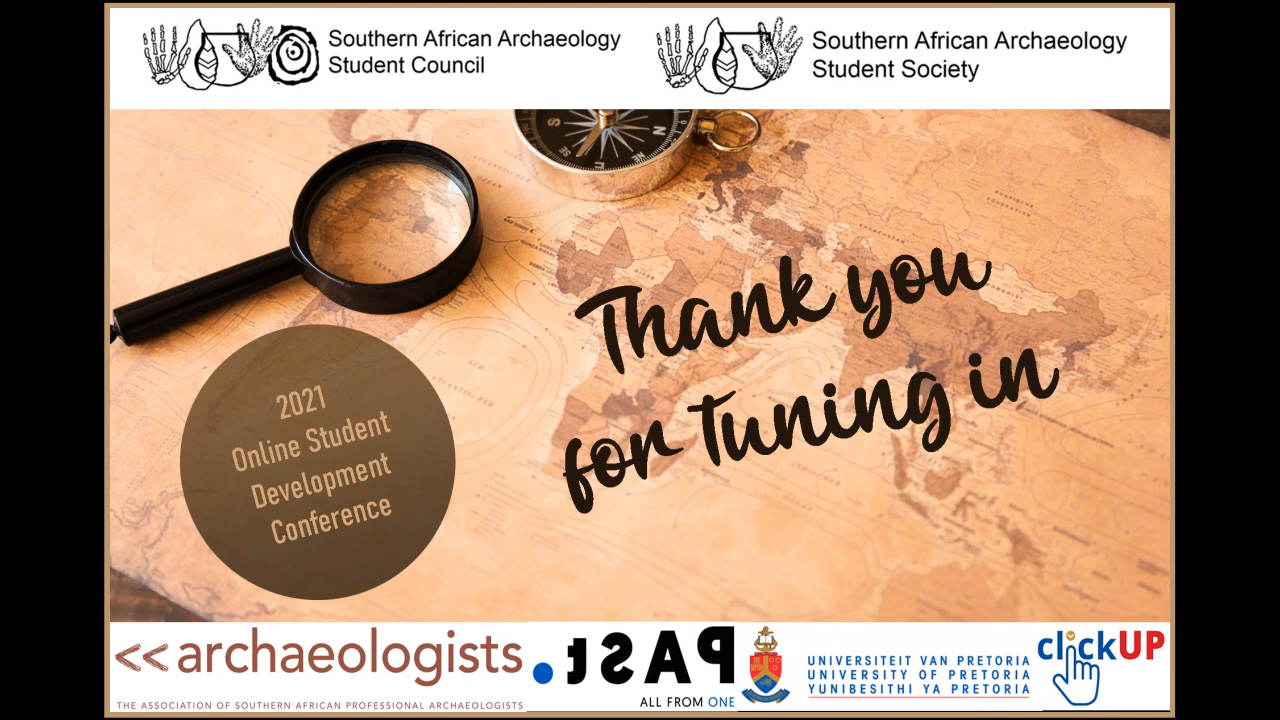 Southern African Archaeology
Student Council
Southern African Archaeology
Student Society
Thank you
for tuning in
2021
Online Student
Development
Conference
<<archaeologists
THE ASSOCIATION OF SOUTHERN AFRICAN PROFESSIONAL ARCHAEOLOGISTS
.tSAP
ALL FROM ONE
UNIVERSITEIT VAN PRETORIA
UNIVERSITY OF PRETORIA
YUNIBESITHI YA PRETORIA
clickUP